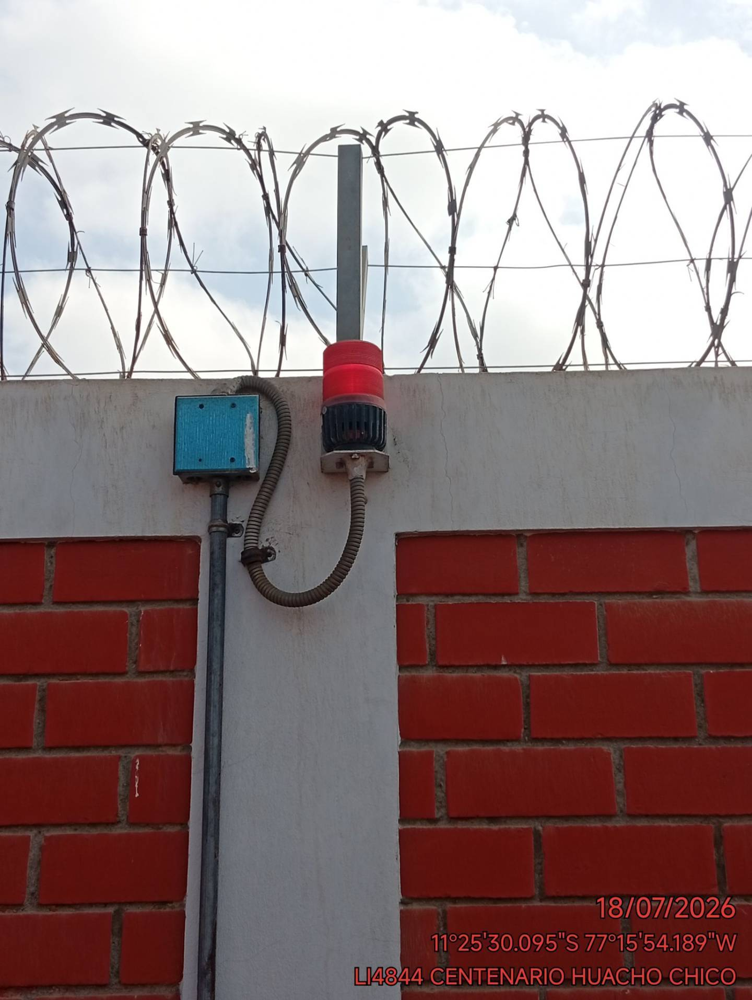 18/07/2026
11°25'30.095"S 77°15'54.189"W
LI4844 CENTENARIO HUACHO CHICO